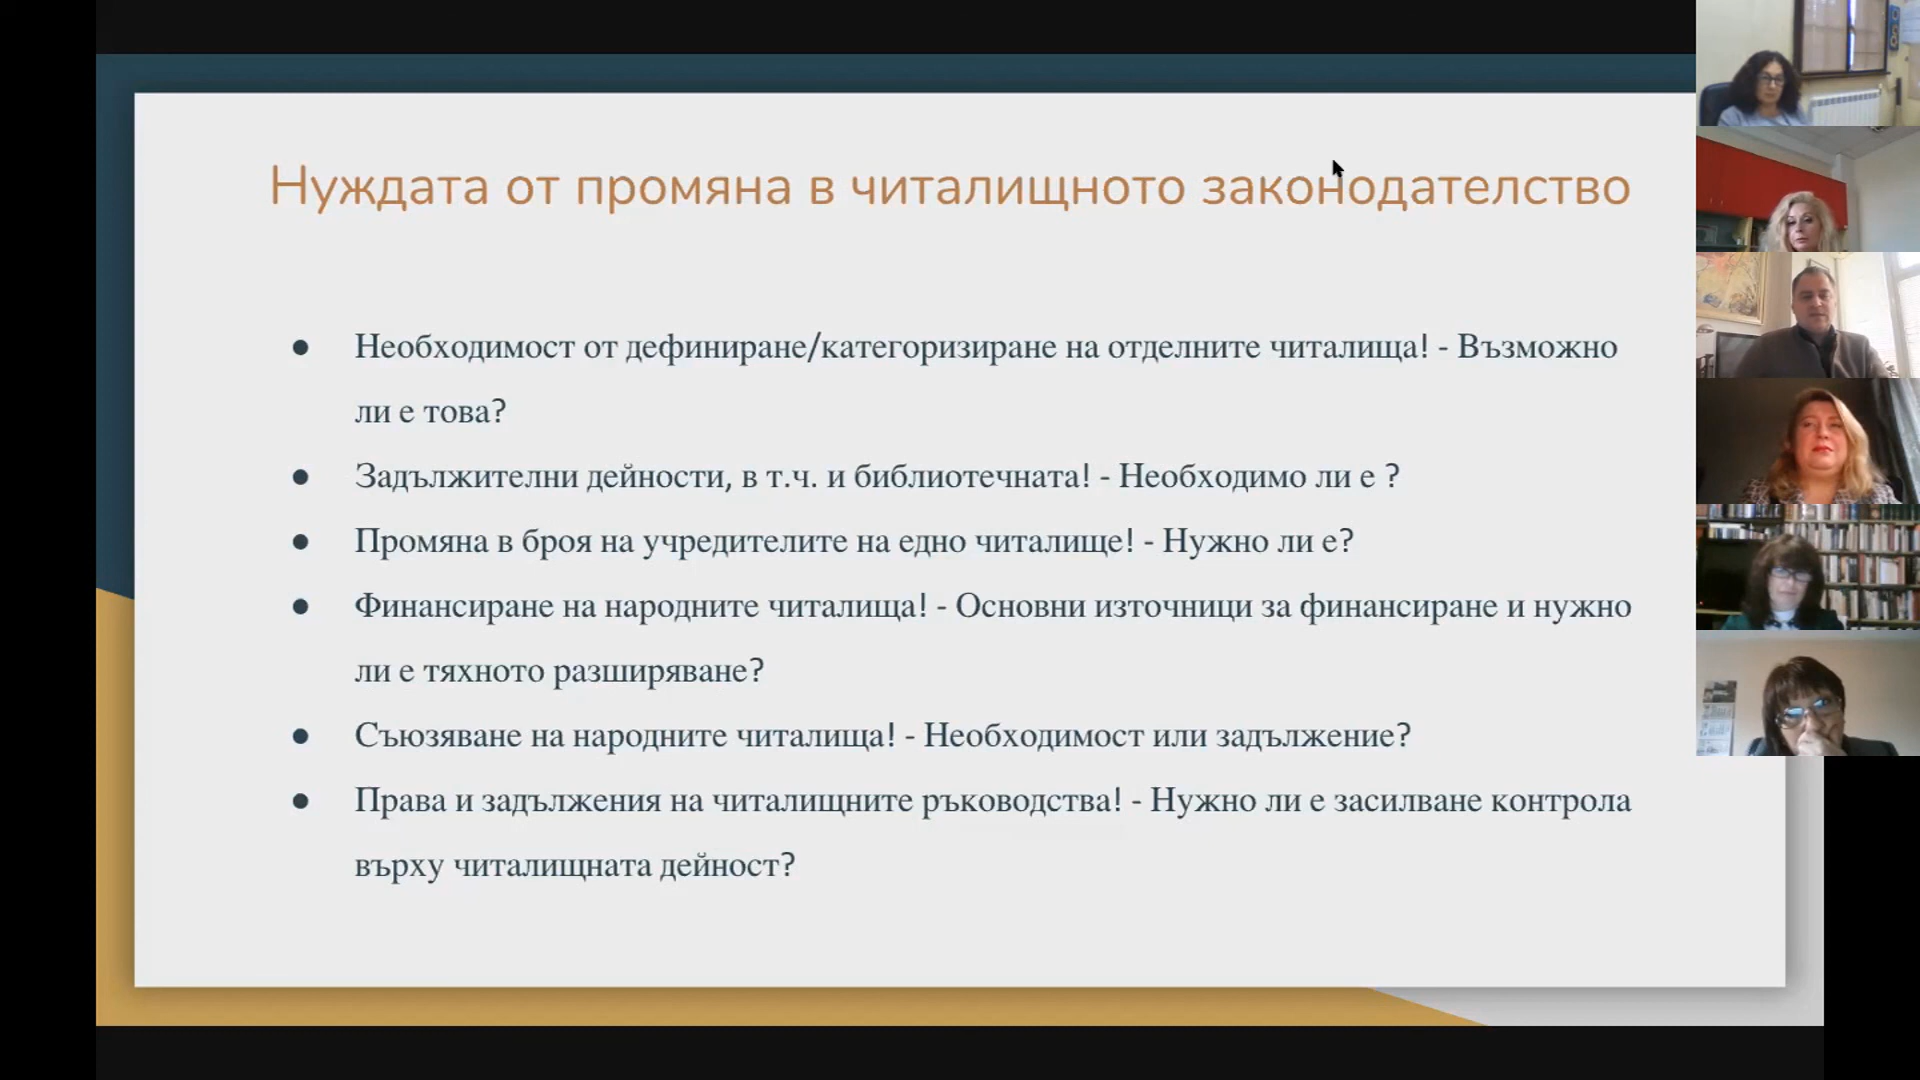 Нуждата от промяна в читалищното законодателство
● Необходимост от дефиниране/категоризиране на отделните читалища! - Възможно
ли е това?
● Задължителни дейности, в т.ч. и библиотечната! - Необходимо ли е ?
● Промяна в броя на учредителите на едно читалище! - Нужно ли е?
● Финансиране на народните читалища! - Основни източници за финансиране и нужно
ли е тяхното разширяване?
● Съюзяване на народните читалища! - Необходимост или задължение?
● Права и задължения на читалищните ръководства! - Нужно ли е засилване контрола
върху читалищната дейност?